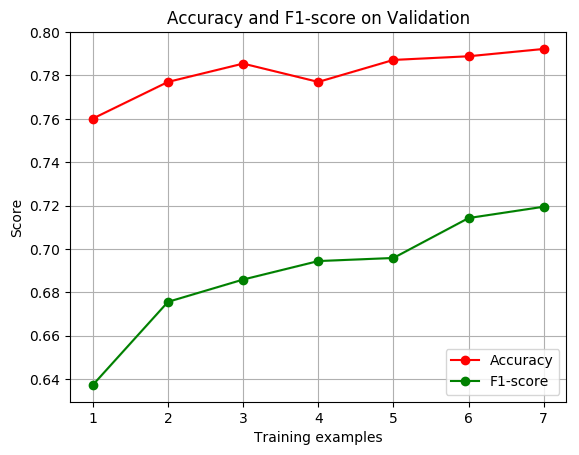 Accuracy and F1-score on Validation
0.80
0.78
0.76
0.74
0.72
0.70
0.68
0.66
0.64
Score
1 2 3 4 5 6 7
Training examples
Accuracy
F1-score